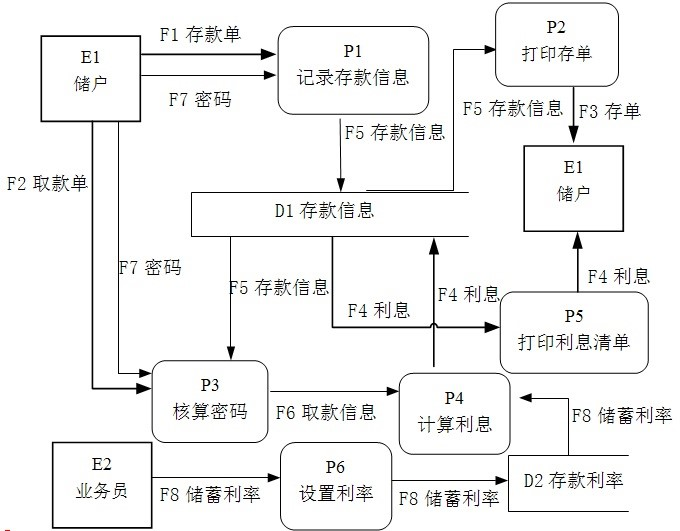 E1
储户
F1 存款单
F7 密码
P1
记录存款信息
P2
打印存单
F5 存款信息
F3 存单
F5 存款信息
E1
储户
F2 取款单
D1 存款信息
F7 密码
F5 存款信息
F4 利息
F4 利息
F4 利息
P5
打印利息清单
P3
核算密码
F6 取款信息
P4
计算利息
F8 储蓄利率
E2
业务员
F8 储蓄利率
P6
设置利率
F8 储蓄利率
D2 存款利率